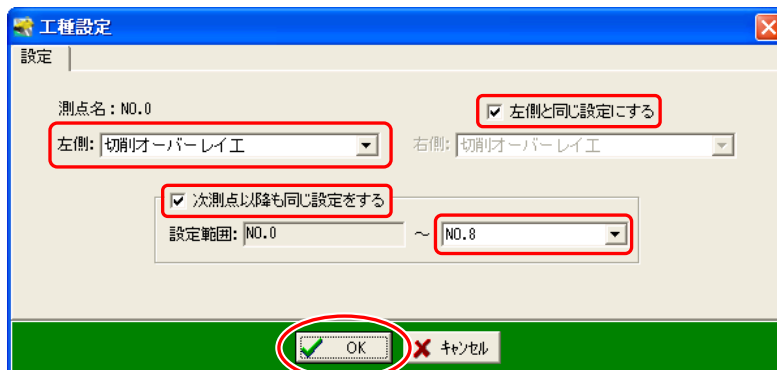 工種設定
設定
測点名:NO.0
左側と同じ設定にする
左側: 切削オーバーレイ工
右側: 切削オーバーレイ工
次測点以降も同じ設定をする
設定範囲: NO.0 ～ NO.8
OK キャンセル